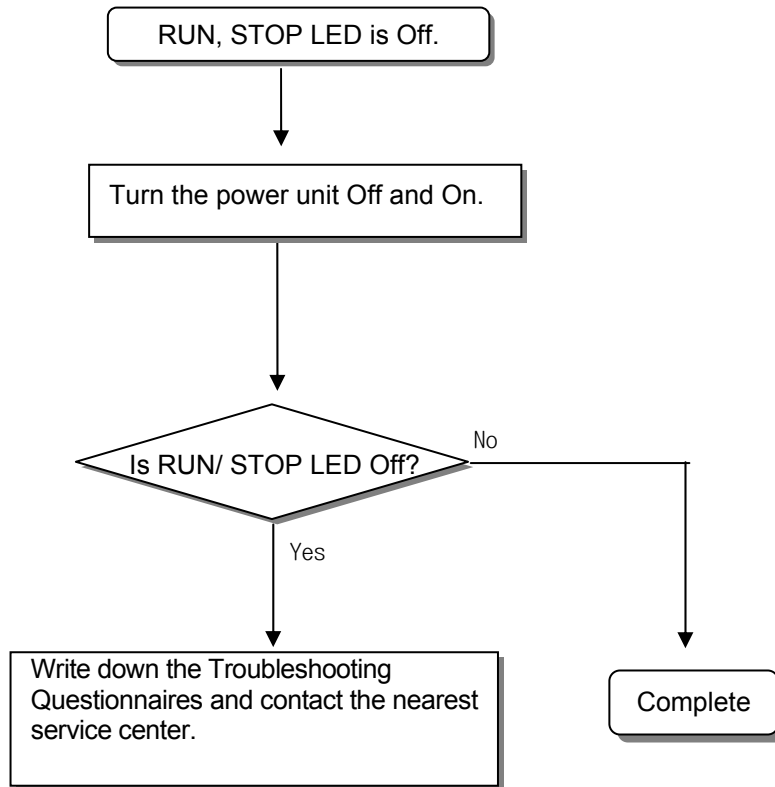 RUN, STOP LED is Off.
Turn the power unit Off and On.
Is RUN/ STOP LED Off?
No
Yes
Write down the Troubleshooting
Questionnaires and contact the nearest
service center.
Complete